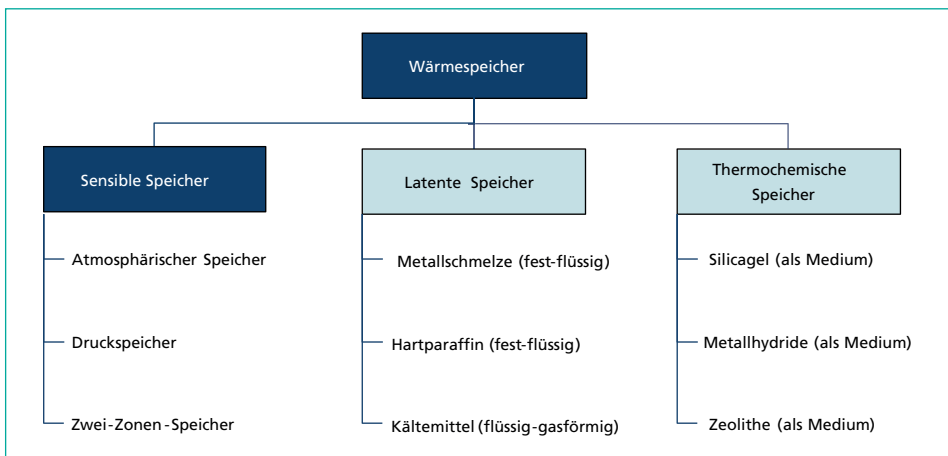 Wärmespeicher
Sensible Speicher
Latente Speicher
Thermochemische
Speicher
Atmosphärischer Speicher
Metallschmelze (fest-flüssig)
Silicagel (als Medium)
Druckspeicher
Hartparaffin (fest-flüssig)
Metallhydride (als Medium)
Zwei-Zonen-Speicher
Kältemittel (flüssig-gasförmig)
Zeolithe (als Medium)